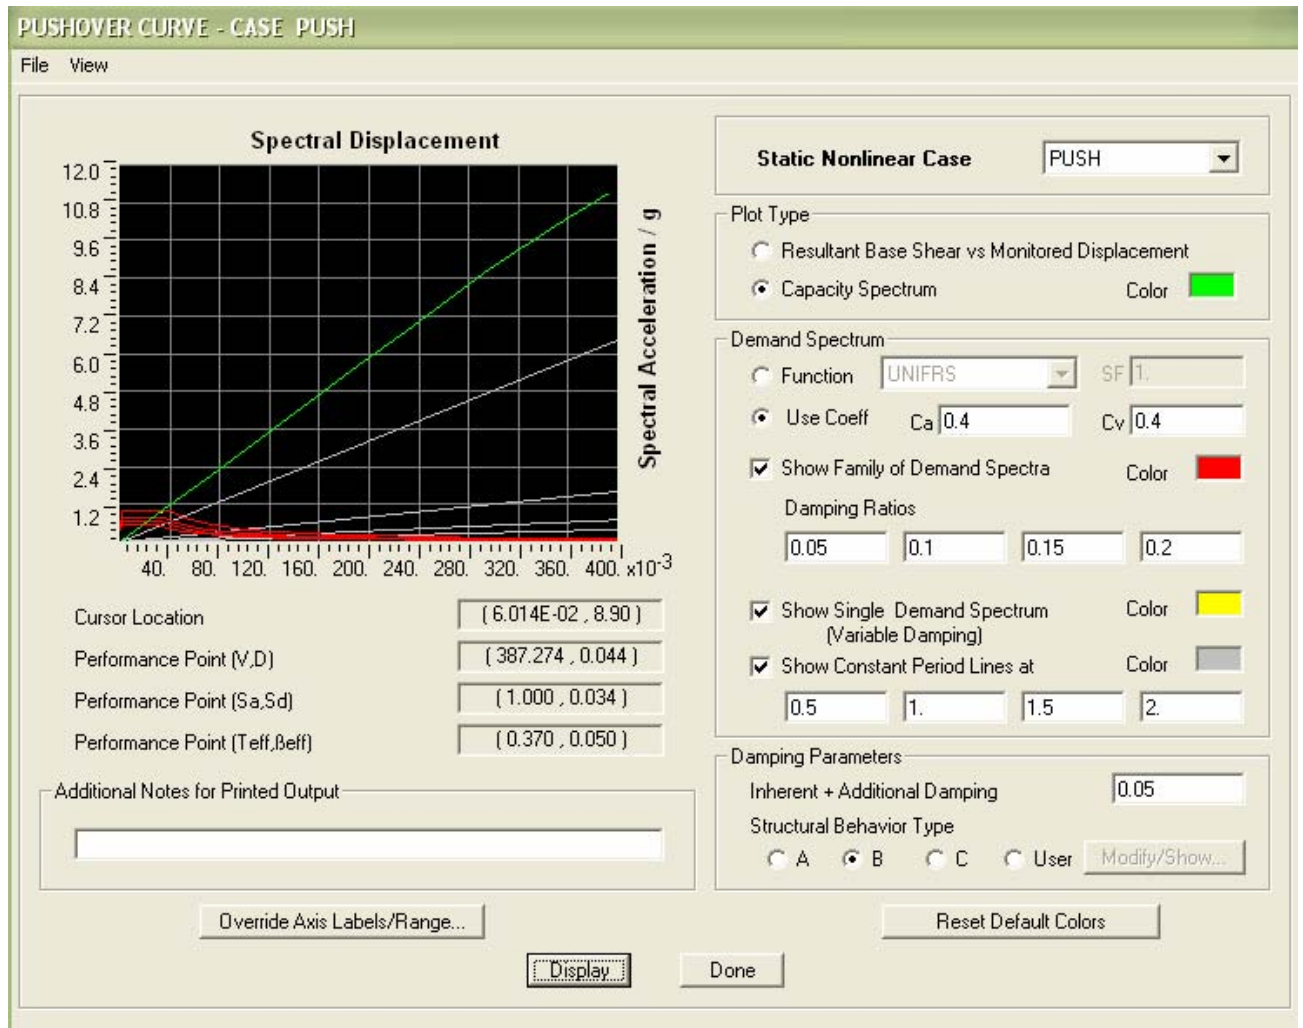 PUSHOVER CURVE - CASE PUSH
File View
Spectral Displacement
12.0
10.8
9.6
8.4
7.2
6.0
4.8
3.6
2.4
1.2
Spectral Acceleration / g
40. 80. 120. 160. 200. 240. 280. 320. 360. 400. x10-3
Cursor Location ( 6.014E-02 , 8.90 )
Performance Point (V,D) ( 387.274 , 0.044 )
Performance Point (Sa,Sd) ( 1.000 , 0.034 )
Performance Point (Teff,ßeff) ( 0.370 , 0.050 )
Additional Notes for Printed Output
Override Axis Labels/Range...
Static Nonlinear Case PUSH
Plot Type
Resultant Base Shear vs Monitored Displacement
Capacity Spectrum Color
Demand Spectrum
Function UNIFRS SF 1.
Use Coeff Ca 0.4 Cv 0.4
Show Family of Demand Spectra Color
Damping Ratios
0.05 0.1 0.15 0.2
Show Single Demand Spectrum Color
(Variable Damping)
Show Constant Period Lines at Color
0.5 1. 1.5 2.
Damping Parameters
Inherent + Additional Damping 0.05
Structural Behavior Type
A B C User Modify/Show...
Reset Default Colors
Display Done